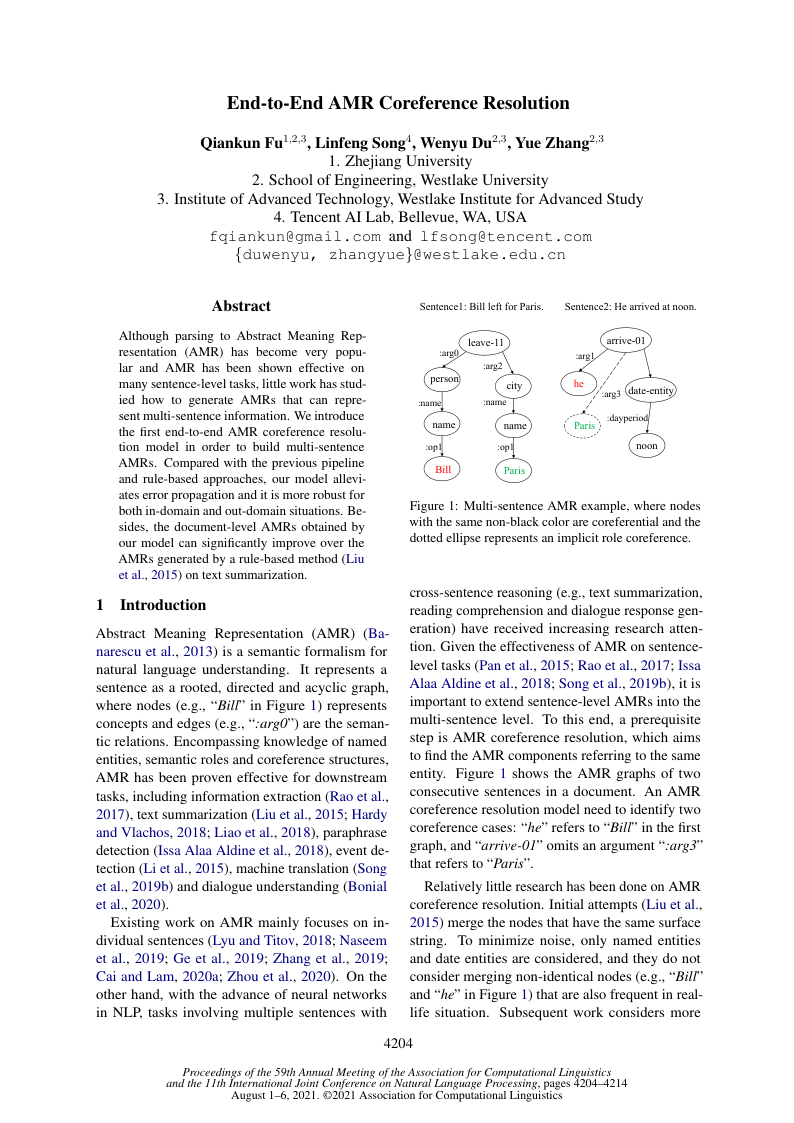 End-to-End AMR Coreference Resolution
Qiankun Fu1,2,3, Linfeng Song4, Wenyu Du2,3, Yue Zhang2,3
1. Zhejiang University
2. School of Engineering, Westlake University
3. Institute of Advanced Technology, Westlake Institute for Advanced Study
4. Tencent AI Lab, Bellevue, WA, USA
fqiankun@gmail.com and lfsong@tencent.com
{duwenyu, zhangyue}@westlake.edu.cn
Abstract
Although parsing to Abstract Meaning Rep-
resentation (AMR) has become very popu-
lar and AMR has been shown effective on
many sentence-level tasks, little work has stud-
ied how to generate AMRs that can repre-
sent multi-sentence information. We introduce
the first end-to-end AMR coreference resolu-
tion model in order to build multi-sentence
AMRs. Compared with the previous pipeline
and rule-based approaches, our model allevi-
ates error propagation and it is more robust for
both in-domain and out-domain situations. Be-
sides, the document-level AMRs obtained by
our model can significantly improve over the
AMRs generated by a rule-based method (Liu
et al., 2015) on text summarization.
1 Introduction
Abstract Meaning Representation (AMR) (Ba-
narescu et al., 2013) is a semantic formalism for
natural language understanding. It represents a
sentence as a rooted, directed and acyclic graph,
where nodes (e.g., “Bill” in Figure 1) represents
concepts and edges (e.g., “:arg0”) are the seman-
tic relations. Encompassing knowledge of named
entities, semantic roles and coreference structures,
AMR has been proven effective for downstream
tasks, including information extraction (Rao et al.,
2017), text summarization (Liu et al., 2015; Hardy
and Vlachos, 2018; Liao et al., 2018), paraphrase
detection (Issa Alaa Aldine et al., 2018), event de-
tection (Li et al., 2015), machine translation (Song
et al., 2019b) and dialogue understanding (Bonial
et al., 2020).
Existing work on AMR mainly focuses on in-
dividual sentences (Lyu and Titov, 2018; Naseem
et al., 2019; Ge et al., 2019; Zhang et al., 2019;
Cai and Lam, 2020a; Zhou et al., 2020). On the
other hand, with the advance of neural networks
in NLP, tasks involving multiple sentences with
Sentence1: Bill left for Paris. Sentence2: He arrived at noon.
leave-11
:arg0
:arg2
person
city
:name
:name
name
name
:op1
:op1
Bill
Paris
arrive-01
:arg1
he
:arg3
date-entity
Paris
:dayperiod
noon
Figure 1: Multi-sentence AMR example, where nodes
with the same non-black color are coreferential and the
dotted ellipse represents an implicit role coreference.
cross-sentence reasoning (e.g., text summarization,
reading comprehension and dialogue response gen-
eration) have received increasing research atten-
tion. Given the effectiveness of AMR on sentence-
level tasks (Pan et al., 2015; Rao et al., 2017; Issa
Alaa Aldine et al., 2018; Song et al., 2019b), it is
important to extend sentence-level AMRs into the
multi-sentence level. To this end, a prerequisite
step is AMR coreference resolution, which aims
to find the AMR components referring to the same
entity. Figure 1 shows the AMR graphs of two
consecutive sentences in a document. An AMR
coreference resolution model need to identify two
coreference cases: “he” refers to “Bill” in the first
graph, and “arrive-01” omits an argument “:arg3”
that refers to “Paris”.
Relatively little research has been done on AMR
coreference resolution. Initial attempts (Liu et al.,
2015) merge the nodes that have the same surface
string. To minimize noise, only named entities
and date entities are considered, and they do not
consider merging non-identical nodes (e.g., “Bill”
and “he” in Figure 1) that are also frequent in real-
life situation. Subsequent work considers more
4204
Proceedings of the 59th Annual Meeting of the Association for Computational Linguistics
and the 11th International Joint Conference on Natural Language Processing, pages 4204–4214
August 1–6, 2021. ©2021 Association for Computational Linguistics